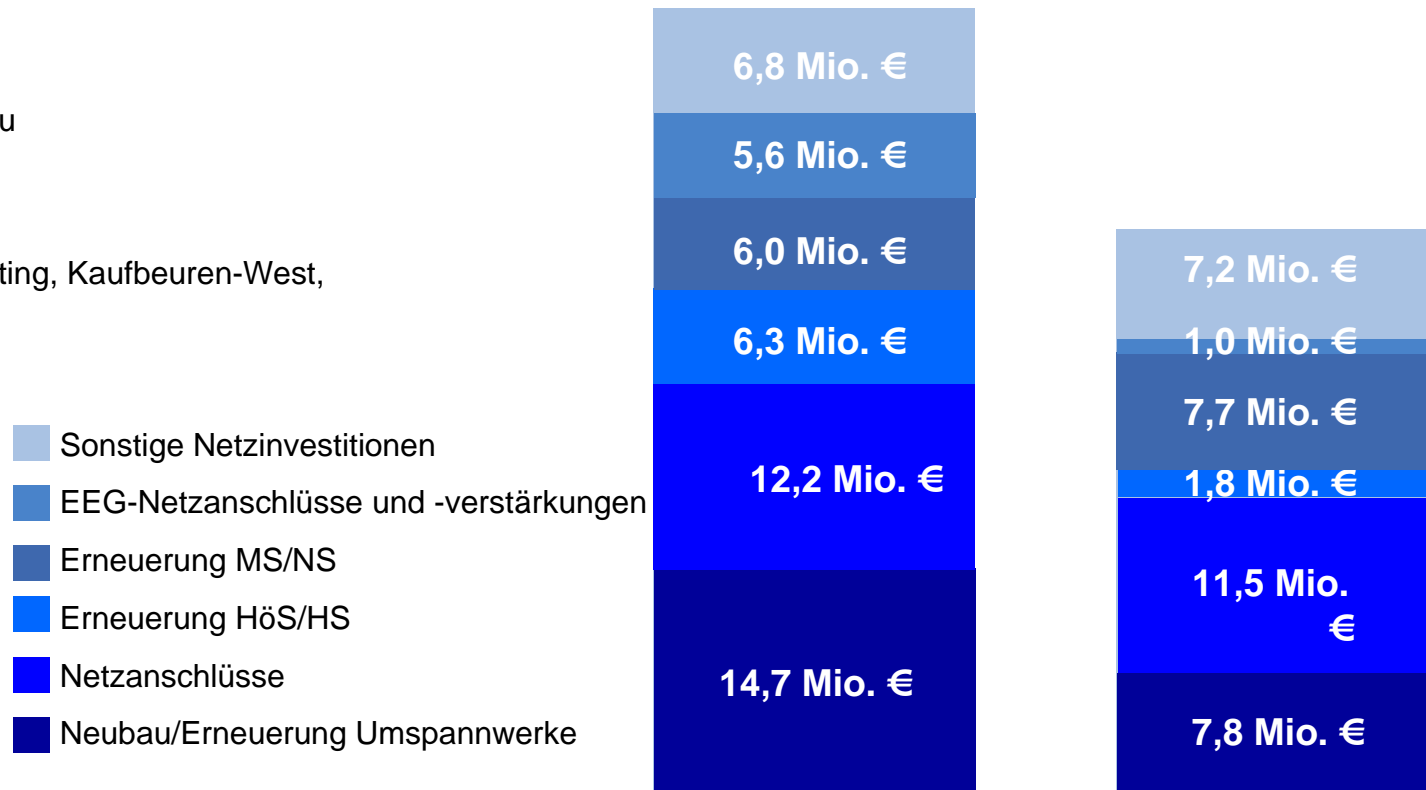 u
ting, Kaufbeuren-West,
Sonstige Netzinvestitionen
EEG-Netzanschlüsse und -verstärkungen
Erneuerung MS/NS
Erneuerung HöS/HS
Netzanschlüsse
Neubau/Erneuerung Umspannwerke
6,8 Mio. €
5,6 Mio. €
6,0 Mio. €
6,3 Mio. €
12,2 Mio. €
14,7 Mio. €
7,2 Mio. €
1,0 Mio. €
7,7 Mio. €
1,8 Mio. €
11,5 Mio.
€
7,8 Mio. €